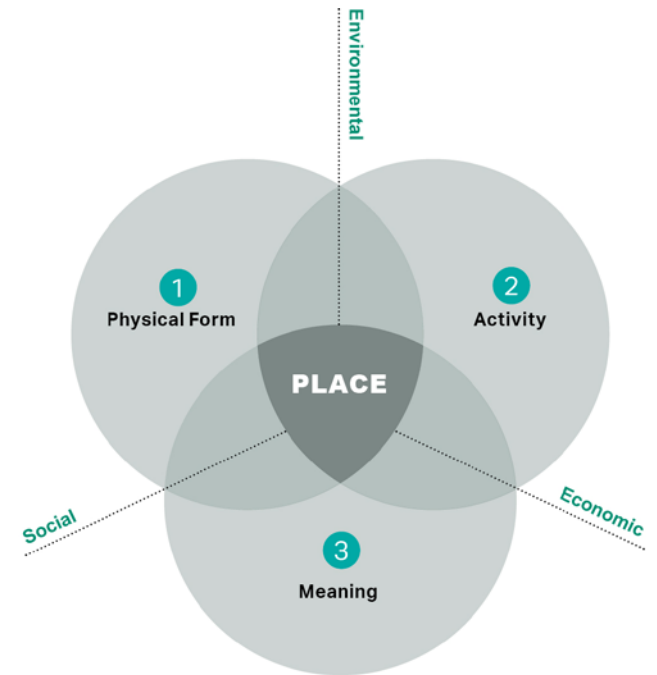 Environmental
1
Physical Form
2
Activity
PLACE
Social
Economic
3
Meaning